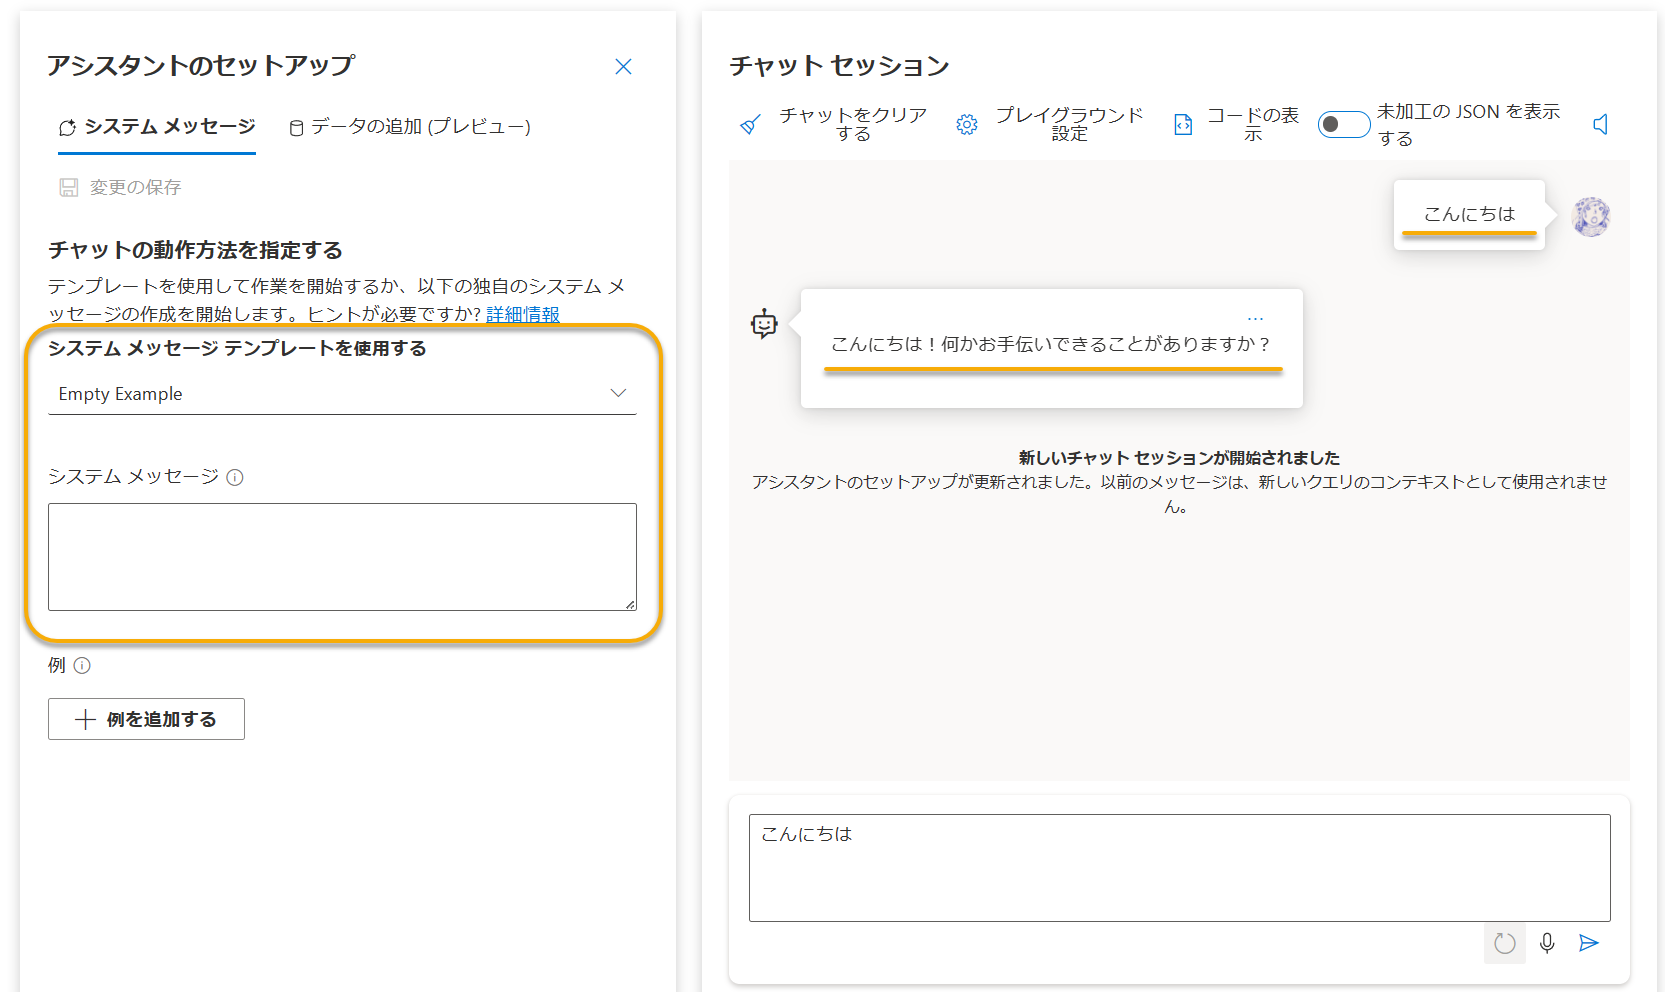 アシスタントのセットアップ
システム メッセージ
データの追加 (プレビュー)
変更の保存
チャットの動作方法を指定する
テンプレートを使用して作業を開始するか、以下の独自のシステム メ
ッセージの作成を開始します。ヒントが必要ですか? 詳細情報
システム メッセージ テンプレートを使用する
Empty Example
システム メッセージ
例
例を追加する
チャット セッション
チャットをクリア
する
プレイグラウンド
設定
コードの表
示
未加工の JSON を表示
する
こんにちは
こんにちは！何かお手伝いできることがありますか？
新しいチャット セッションが開始されました
アシスタントのセットアップが更新されました。以前のメッセージは、新しいクエリのコンテキストとして使用されませ
ん。
こんにちは